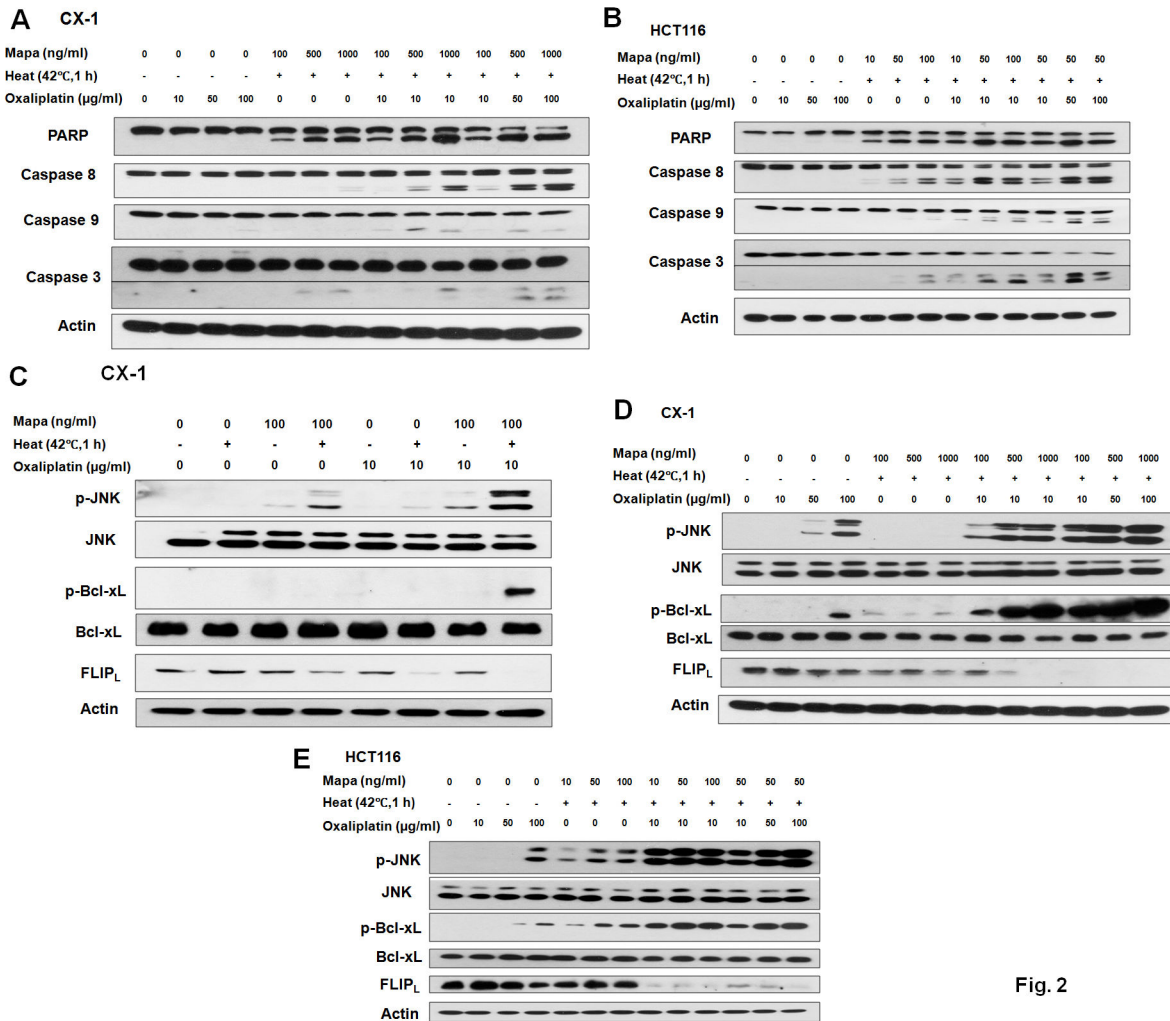 A CX-1
Mapa (ng/ml) 0 0 0 0 100 500 1000 100 500 1000 100 500 1000
Heat (42℃,1 h) - - - - + + + + + + + + +
Oxaliplatin (µg/ml) 0 10 50 100 0 0 0 10 10 10 10 50 100
PARP
Caspase 8
Caspase 9
Caspase 3
Actin
B HCT116
Mapa (ng/ml) 0 0 0 0 10 50 100 10 50 100 50 50 50
Heat (42℃,1 h) - - - - + + + + + + + + +
Oxaliplatin (µg/ml) 0 10 50 100 0 0 0 10 10 10 10 50 100
PARP
Caspase 8
Caspase 9
Caspase 3
Actin
C CX-1
Mapa (ng/ml) 0 0 100 100 0 0 100 100
Heat (42℃,1 h) - + - + - + - +
Oxaliplatin (µg/ml) 0 0 0 0 10 10 10 10
p-JNK
JNK
p-Bcl-xL
Bcl-xL
FLIPL
Actin
D CX-1
Mapa (ng/ml) 0 0 0 0 100 500 1000 100 500 1000 100 500 1000
Heat (42℃,1 h) - - - - + + + + + + + + +
Oxaliplatin (µg/ml) 0 10 50 100 0 0 0 10 10 10 10 50 100
p-JNK
JNK
p-Bcl-xL
Bcl-xL
FLIPL
Actin
E HCT116
Mapa (ng/ml) 0 0 0 0 10 50 100 10 50 100 50 50 50
Heat (42℃,1 h) - - - - + + + + + + + + +
Oxaliplatin (µg/ml) 0 10 50 100 0 0 0 10 10 10 10 50 100
p-JNK
JNK
p-Bcl-xL
Bcl-xL
FLIPL
Actin
Fig. 2